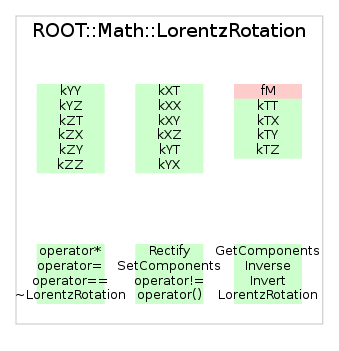 ROOT::Math::LorentzRotation
kYY
kYZ
kZT
kZX
kZY
kZZ
kXT
kXX
kXY
kXZ
kYT
kYX
fM
kTT
kTX
kTY
kTZ
operator*
operator=
operator==
~LorentzRotation
Rectify
SetComponents
operator!=
operator()
GetComponents
Inverse
Invert
LorentzRotation